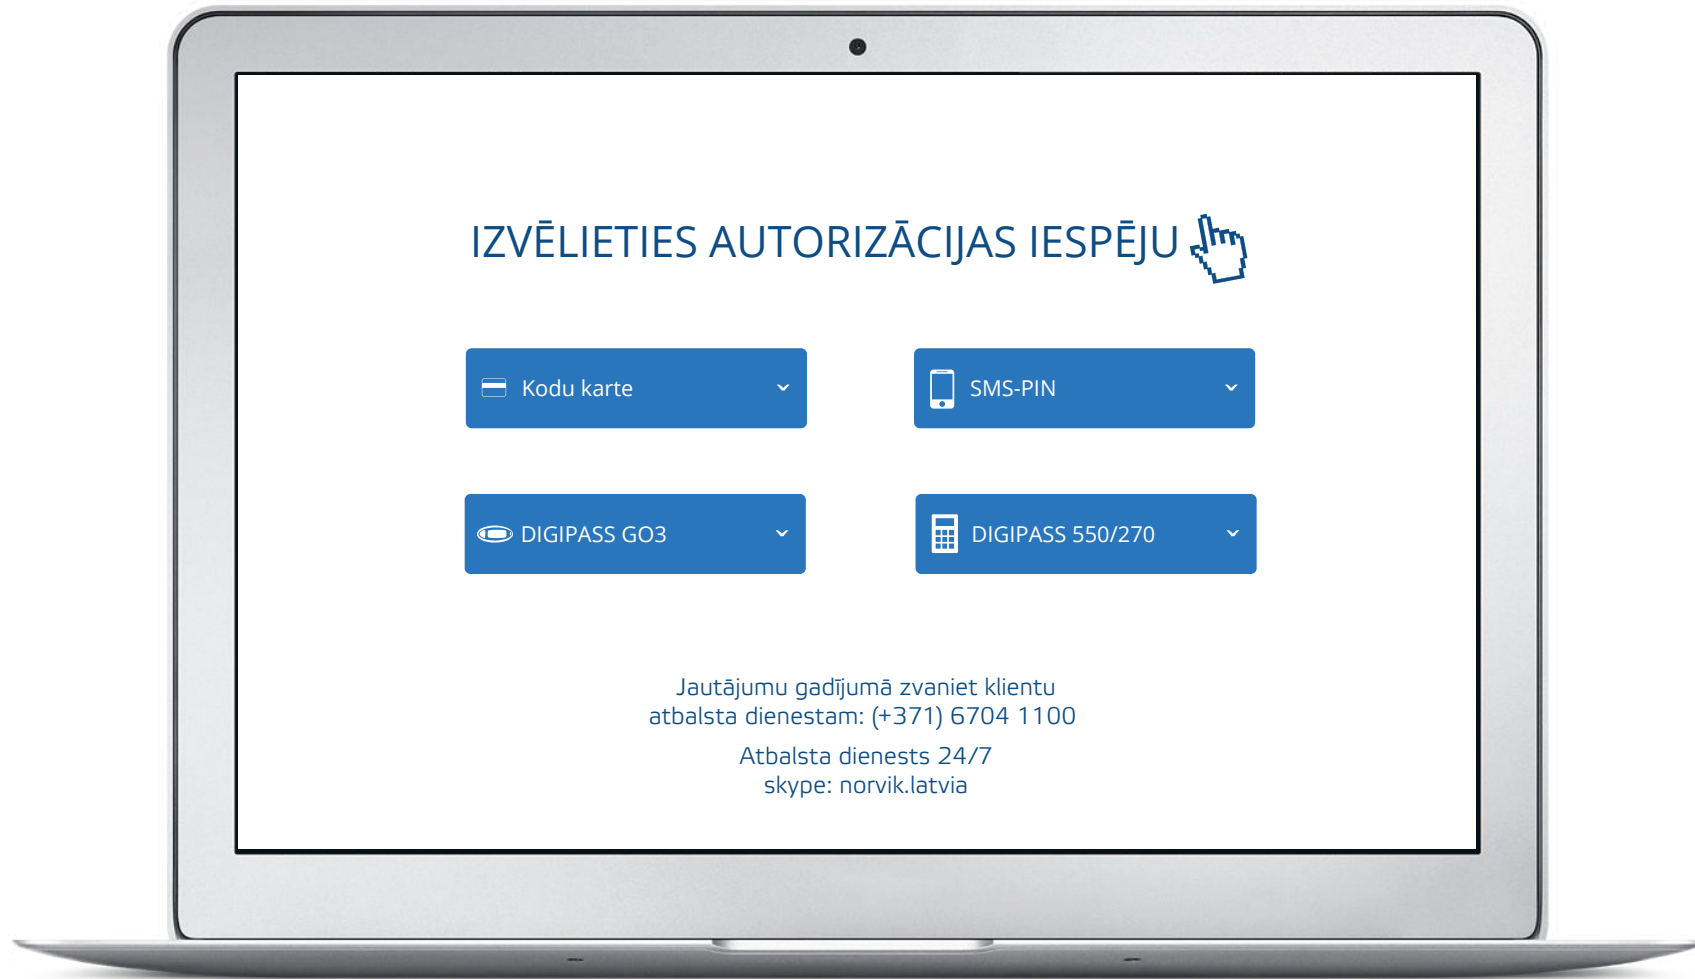 IZVĒLIETIES AUTORIZĀCIJAS IESPĒJU
Kodu karte
SMS-PIN
DIGIPASS GO3
DIGIPASS 550/270
Jautājumu gadījumā zvaniet klientu
atbalsta dienestam: (+371) 6704 1100
Atbalsta dienests 24/7
skype: norvik.latvia